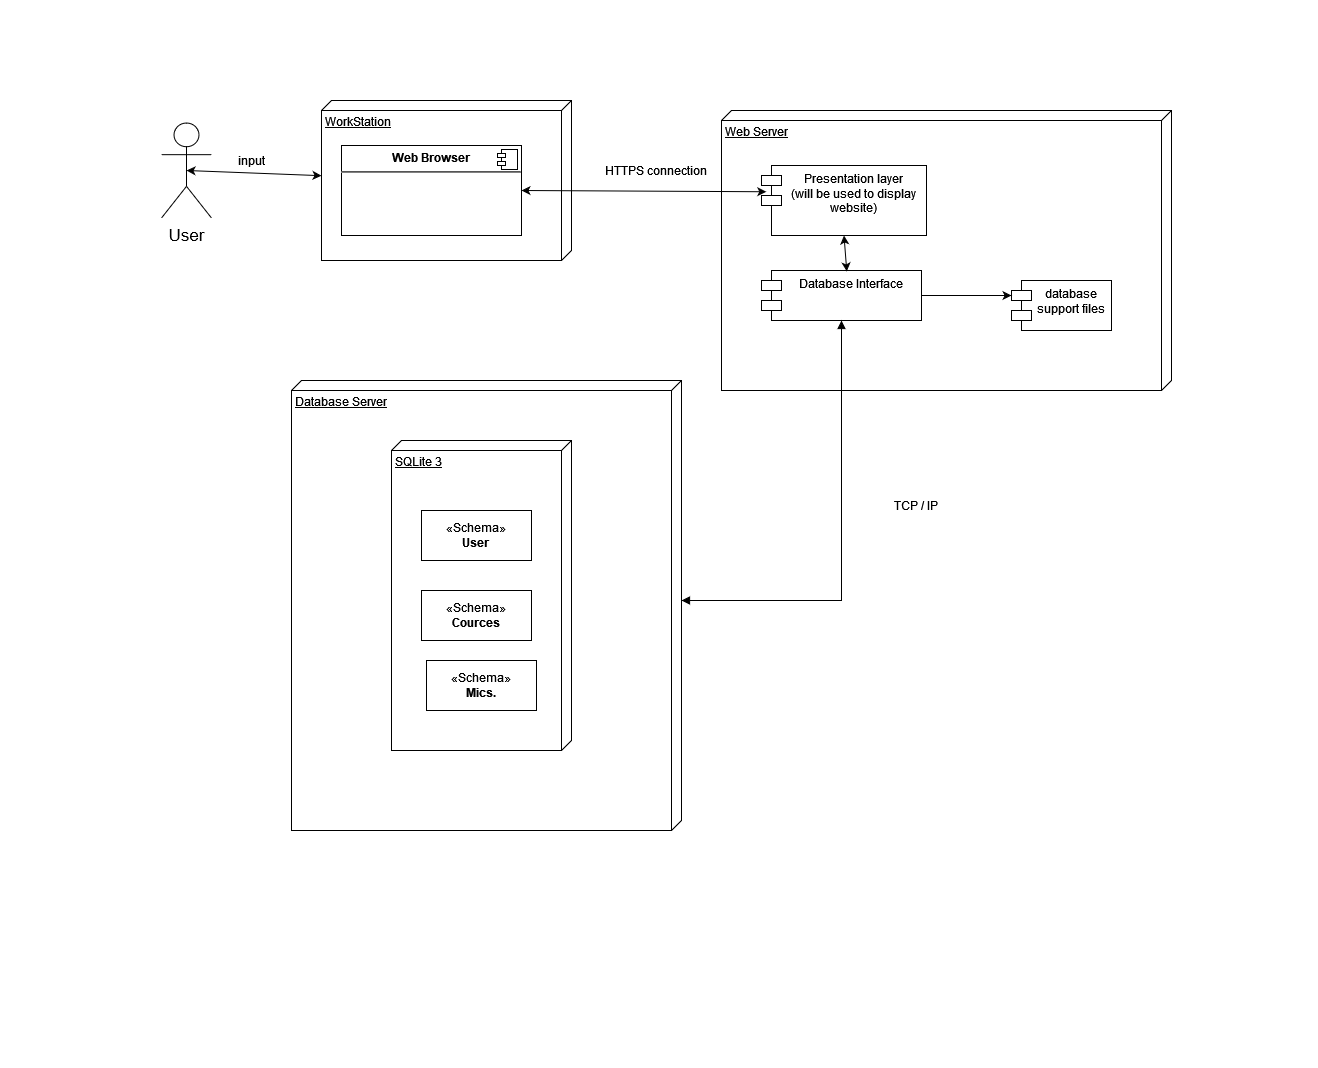 WorkStation
Web Browser
input
User
HTTPS connection
Web Server
Presentation layer
(will be used to display
website)
Database Interface
database
support files
Database Server
SQLite 3
«Schema»
User
«Schema»
Cources
«Schema»
Mics.
TCP / IP